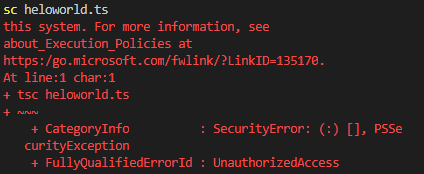 sc heloworld.ts
this system. For more information, see
about_Execution_Policies at
https:/go.microsoft.com/fwlink/?LinkID=135170.
At line:1 char:1
+ tsc heloworld.ts
+ ~~~
    + CategoryInfo          : SecurityError: (:) [], PSSe
   curityException
    + FullyQualifiedErrorId : UnauthorizedAccess